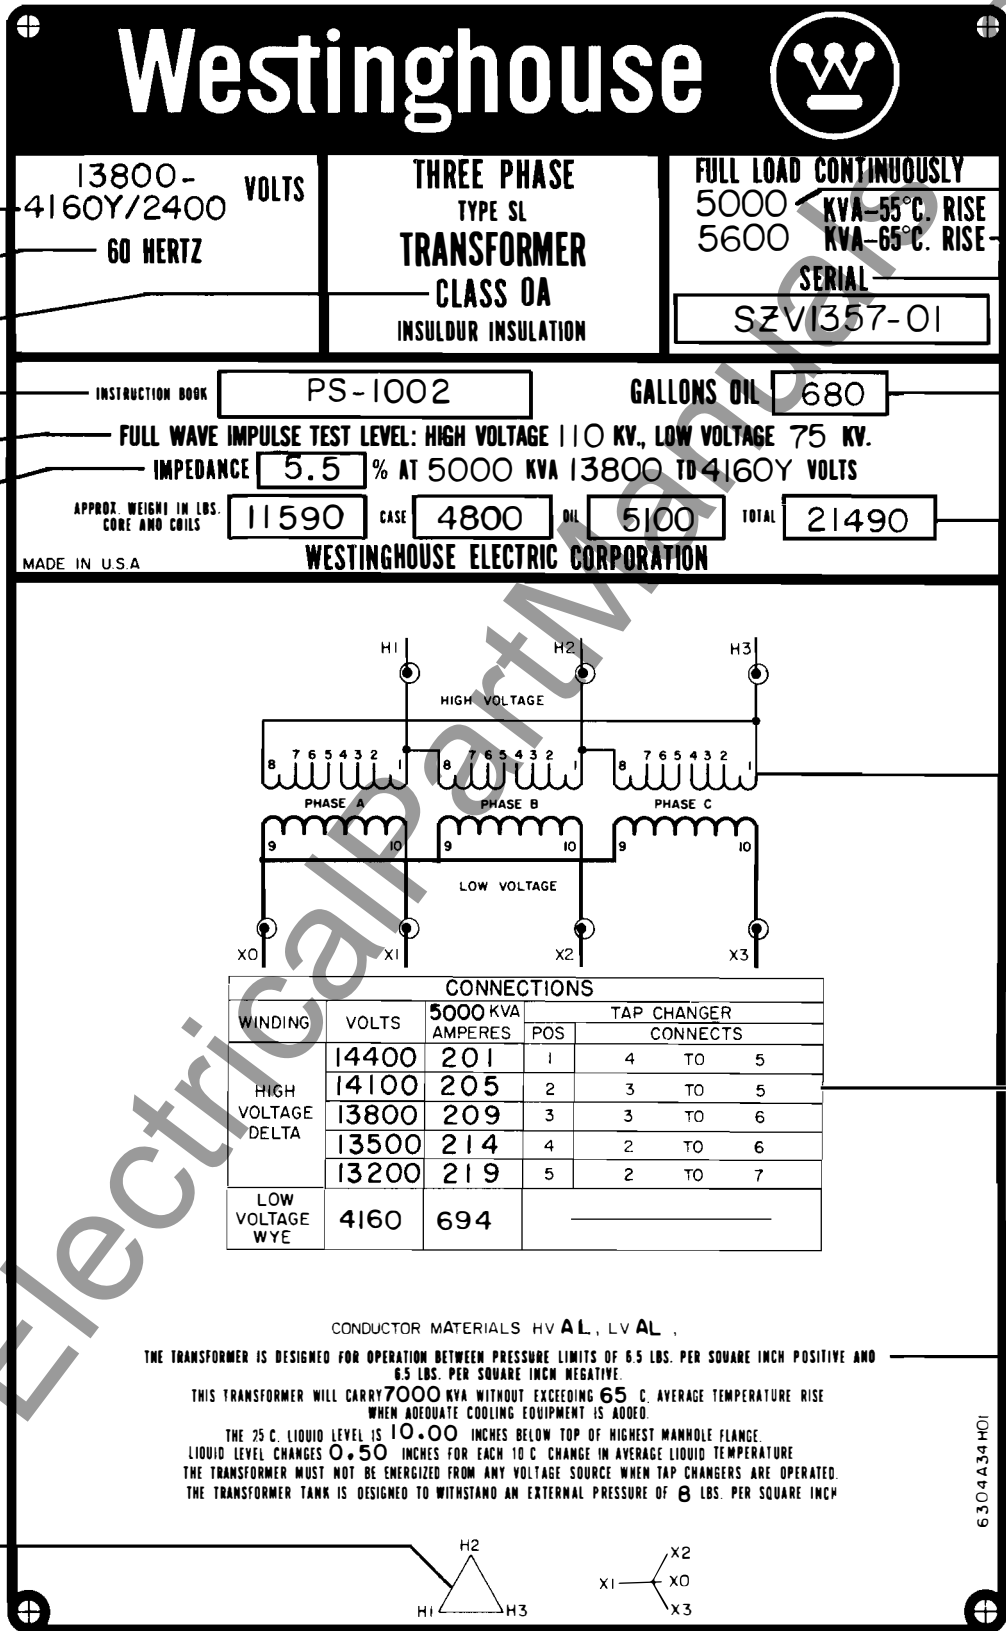 Westinghouse
13800-
4160Y/2400 VOLTS
60 HERTZ
THREE PHASE
TYPE SL
TRANSFORMER
CLASS OA
INSULDUR INSULATION
FULL LOAD CONTINUOUSLY
5000 KVA-55°C. RISE
5600 KVA-65°C. RISE
SERIAL
SZV1357-01
INSTRUCTION BOOK PS-1002 GALLONS OIL 680
FULL WAVE IMPULSE TEST LEVEL: HIGH VOLTAGE 110 KV., LOW VOLTAGE 75 KV.
IMPEDANCE 5.5 % AT 5000 KVA 13800 TO 4160Y VOLTS
APPROX. WEIGHT IN LBS.
CORE AND COILS 11590 CASE 4800 OIL 5100 TOTAL 21490
MADE IN U.S.A WESTINGHOUSE ELECTRIC CORPORATION
H1 H2 H3
HIGH VOLTAGE
8 7 6 5 4 3 2 1 8 7 6 5 4 3 2 1 8 7 6 5 4 3 2 1
PHASE A PHASE B PHASE C
9 10 9 10 9 10
LOW VOLTAGE
X0 X1 X2 X3
CONNECTIONS
WINDING VOLTS 5000 KVA AMPERES TAP CHANGER
POS CONNECTS
HIGH VOLTAGE DELTA
14400 201 1 4 TO 5
14100 205 2 3 TO 5
13800 209 3 3 TO 6
13500 214 4 2 TO 6
13200 219 5 2 TO 7
LOW VOLTAGE WYE 4160 694
CONDUCTOR MATERIALS HV AL, LV AL ,
THE TRANSFORMER IS DESIGNED FOR OPERATION BETWEEN PRESSURE LIMITS OF 6.5 LBS. PER SQUARE INCH POSITIVE AND
6.5 LBS. PER SQUARE INCH NEGATIVE.
THIS TRANSFORMER WILL CARRY 7000 KVA WITHOUT EXCEEDING 65 C. AVERAGE TEMPERATURE RISE
WHEN ADEQUATE COOLING EQUIPMENT IS ADDED.
THE 25 C. LIQUID LEVEL IS 10.00 INCHES BELOW TOP OF HIGHEST MANHOLE FLANGE.
LIQUID LEVEL CHANGES 0.50 INCHES FOR EACH 10 C CHANGE IN AVERAGE LIQUID TEMPERATURE
THE TRANSFORMER MUST NOT BE ENERGIZED FROM ANY VOLTAGE SOURCE WHEN TAP CHANGERS ARE OPERATED.
THE TRANSFORMER TANK IS DESIGNED TO WITHSTAND AN EXTERNAL PRESSURE OF 8 LBS. PER SQUARE INCH
6304A34H01
H2
H1 H3
X2
X1 X0
X3
ElectricalPartManuals